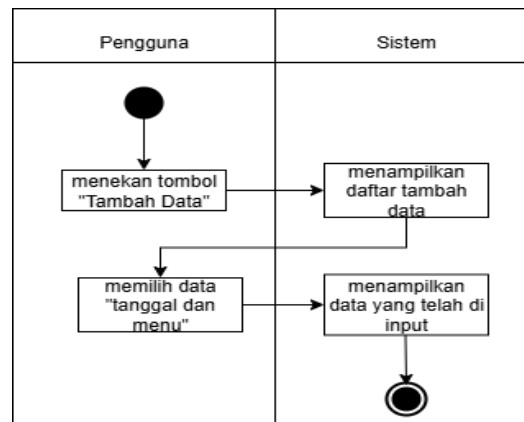 Pengguna
Sistem
menekan tombol
"Tambah Data"
menampilkan
daftar tambah
data
memilih data
"tanggal dan
menu"
menampilkan
data yang telah di
input